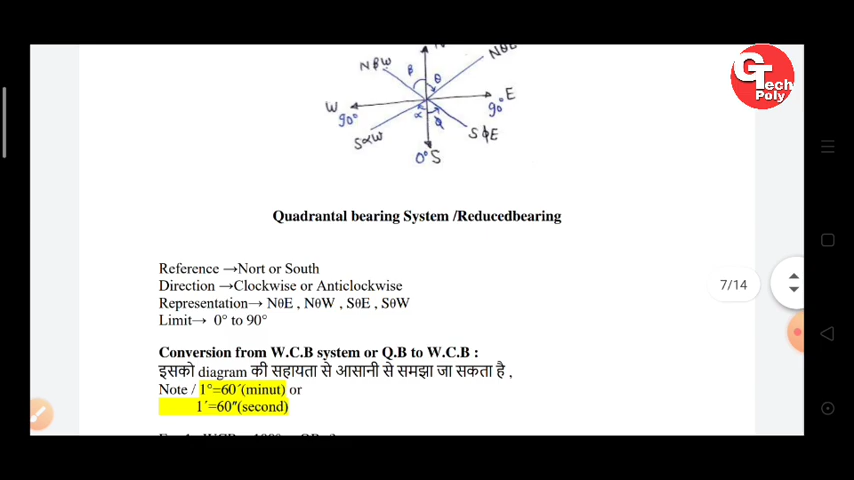 NβW
β
θ
W
90°
90°
E
α
SαW
SϕE
0°S
G
Tech
Poly
Quadrantal bearing System /Reducedbearing
Reference →Nort or South
Direction →Clockwise or Anticlockwise
Representation→ NθE , NθW , SθE , SθW
Limit→ 0° to 90°
7/14
Conversion from W.C.B system or Q.B to W.C.B :
इसको diagram की सहायता से आसानी से समझा जा सकता है ,
Note / 1°=60´(minut) or
1´=60″(second)